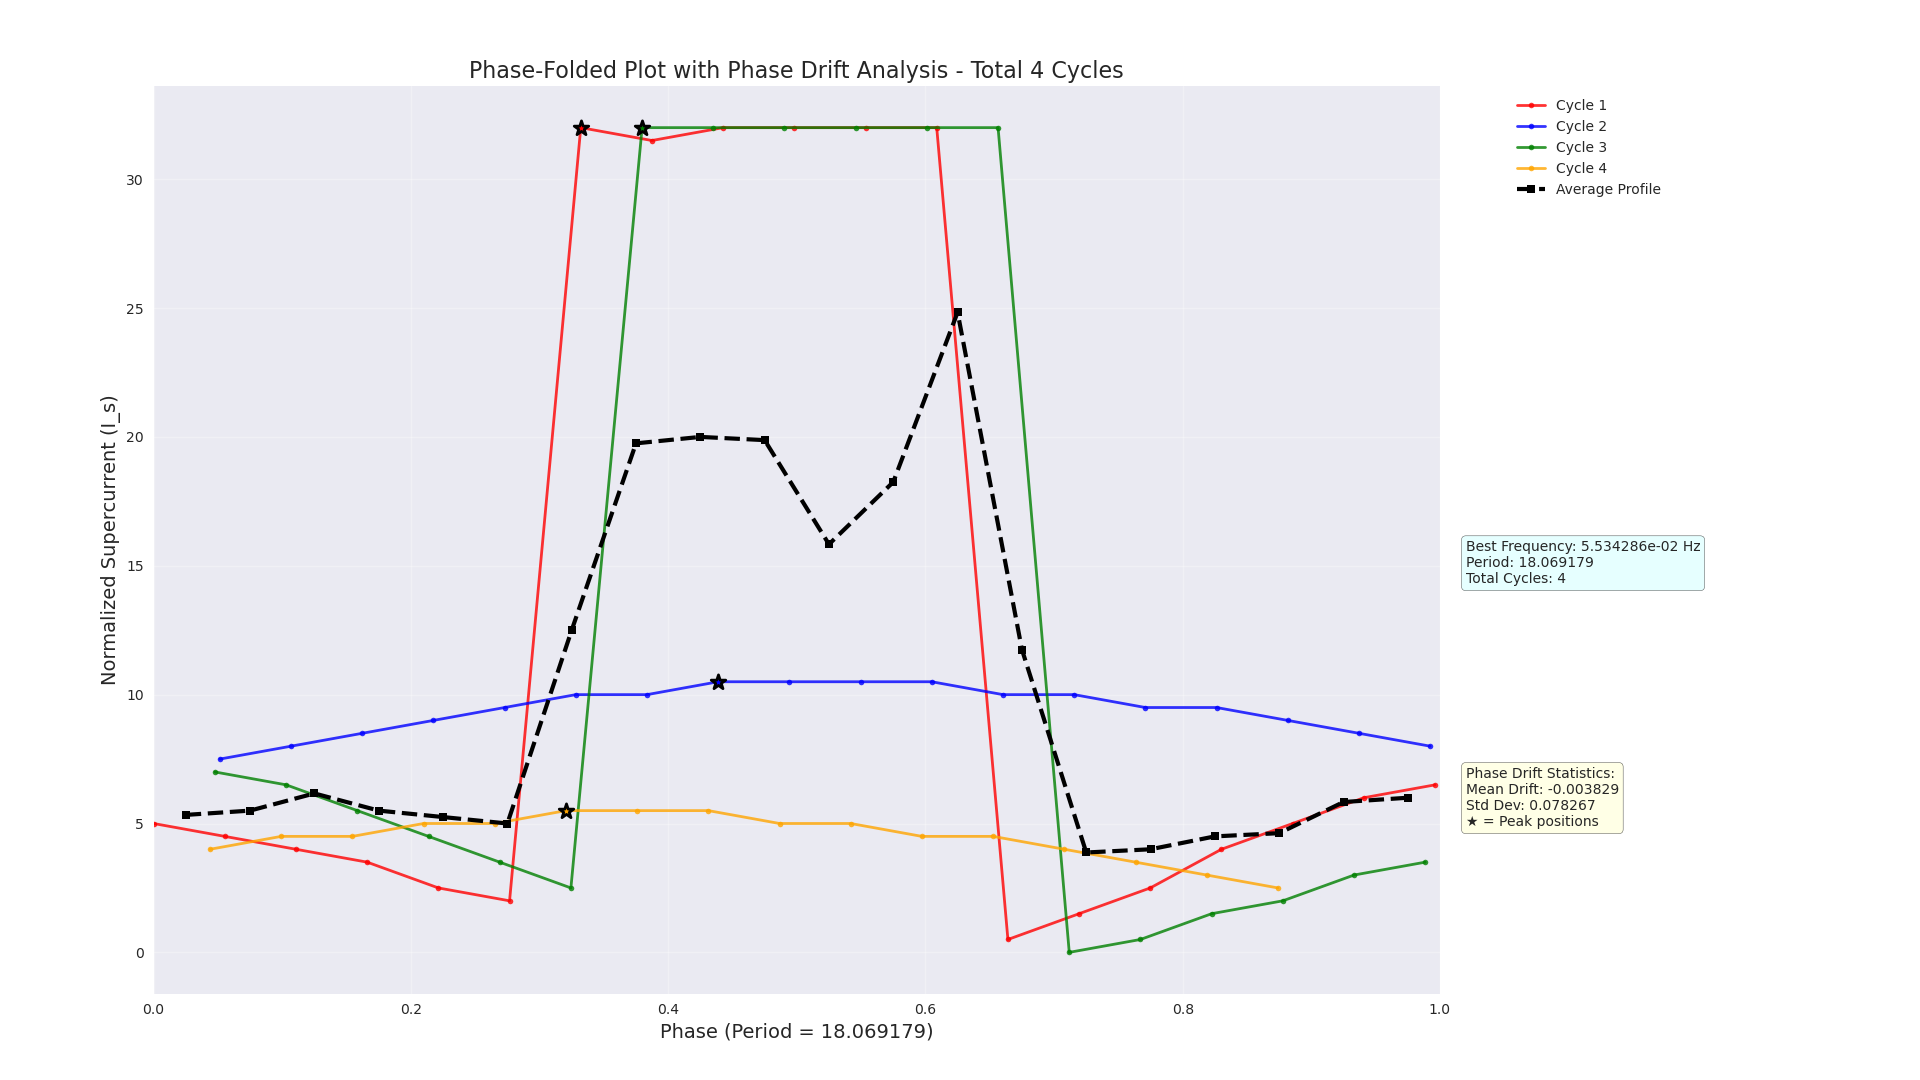 Phase-Folded Plot with Phase Drift Analysis - Total 4 Cycles
Cycle 1
Cycle 2
Cycle 3
Cycle 4
Average Profile
Normalized Supercurrent (I_s)
30
25
20
15
10
5
0
0.0
0.2
0.4
0.6
0.8
1.0
Phase (Period = 18.069179)
Best Frequency: 5.534286e-02 Hz
Period: 18.069179
Total Cycles: 4
Phase Drift Statistics:
Mean Drift: -0.003829
Std Dev: 0.078267
★ = Peak positions